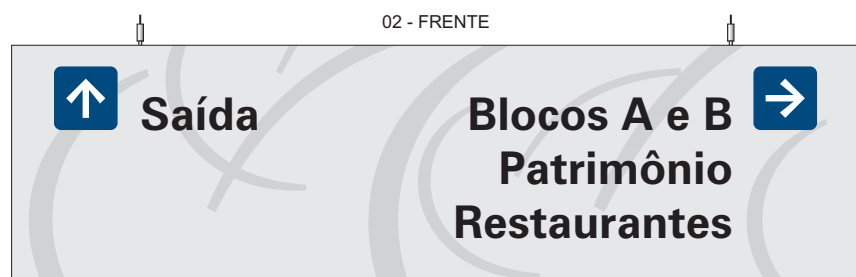 02 - FRENTE
Saída
Blocos A e B
Patrimônio
Restaurantes